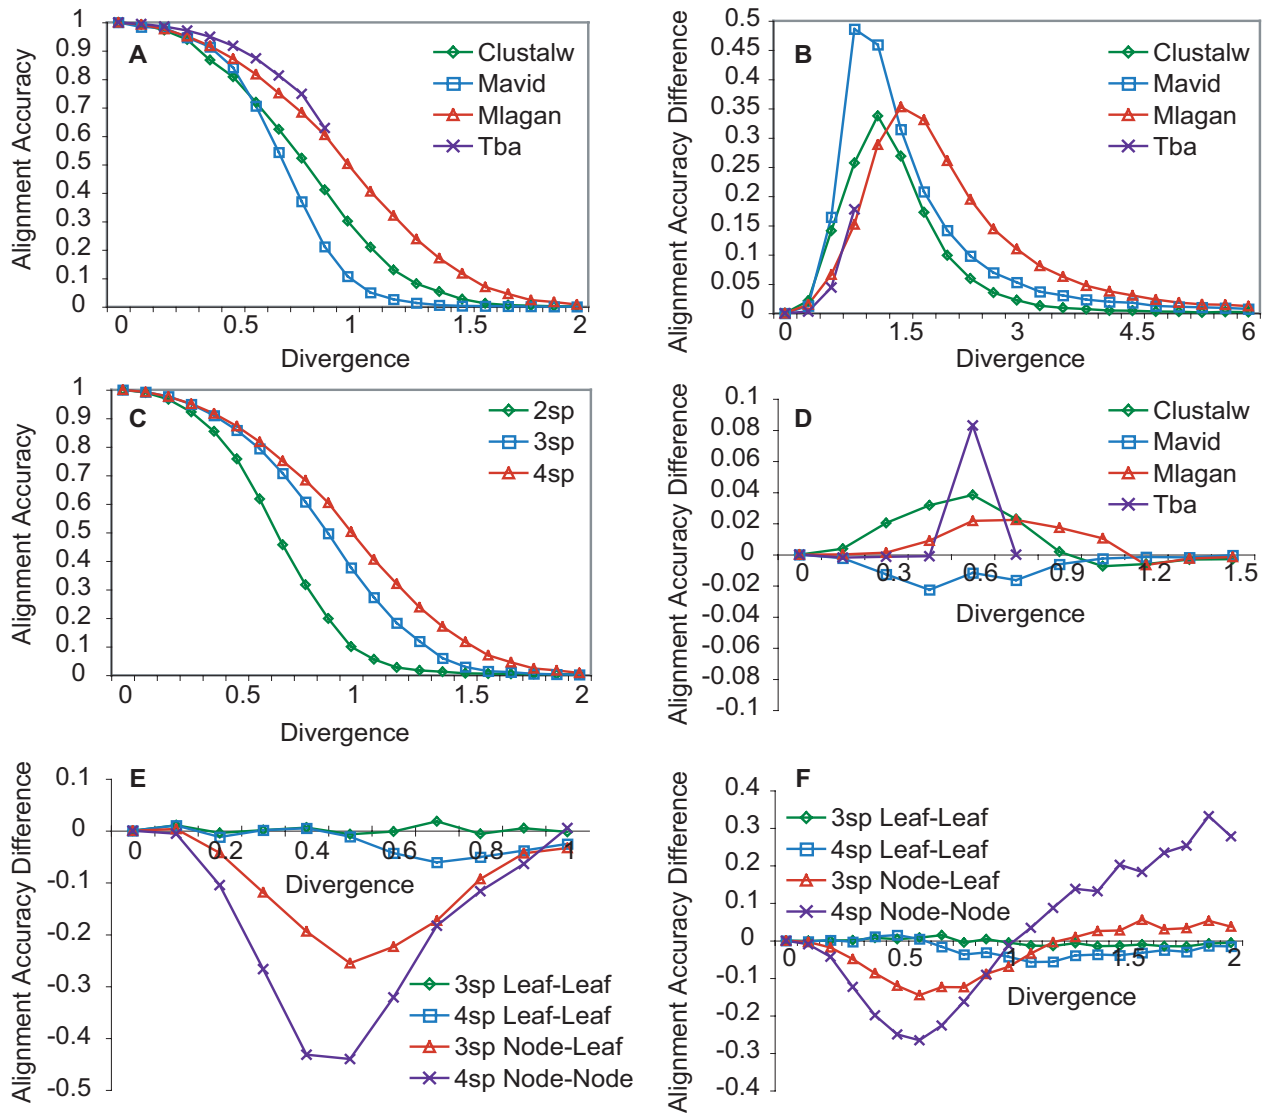 A
Alignment Accuracy
1
0.9
0.8
0.7
0.6
0.5
0.4
0.3
0.2
0.1
0
0 0.5 1 1.5 2
Divergence
Clustalw
Mavid
Mlagan
Tba
B
Alignment Accuracy Difference
0.5
0.45
0.4
0.35
0.3
0.25
0.2
0.15
0.1
0.05
0
0 1.5 3 4.5 6
Divergence
Clustalw
Mavid
Mlagan
Tba
C
Alignment Accuracy
1
0.9
0.8
0.7
0.6
0.5
0.4
0.3
0.2
0.1
0
0 0.5 1 1.5 2
Divergence
2sp
3sp
4sp
D
Alignment Accuracy Difference
0.1
0.08
0.06
0.04
0.02
0
-0.02
-0.04
-0.06
-0.08
-0.1
0 0.3 0.6 0.9 1.2 1.5
Divergence
Clustalw
Mavid
Mlagan
Tba
E
Alignment Accuracy Difference
0.1
0
-0.1
-0.2
-0.3
-0.4
-0.5
0 0.2 0.4 0.6 0.8 1
Divergence
3sp Leaf-Leaf
4sp Leaf-Leaf
3sp Node-Leaf
4sp Node-Node
F
Alignment Accuracy Difference
0.4
0.3
0.2
0.1
0
-0.1
-0.2
-0.3
-0.4
0 0.5 1 1.5 2
Divergence
3sp Leaf-Leaf
4sp Leaf-Leaf
3sp Node-Leaf
4sp Node-Node